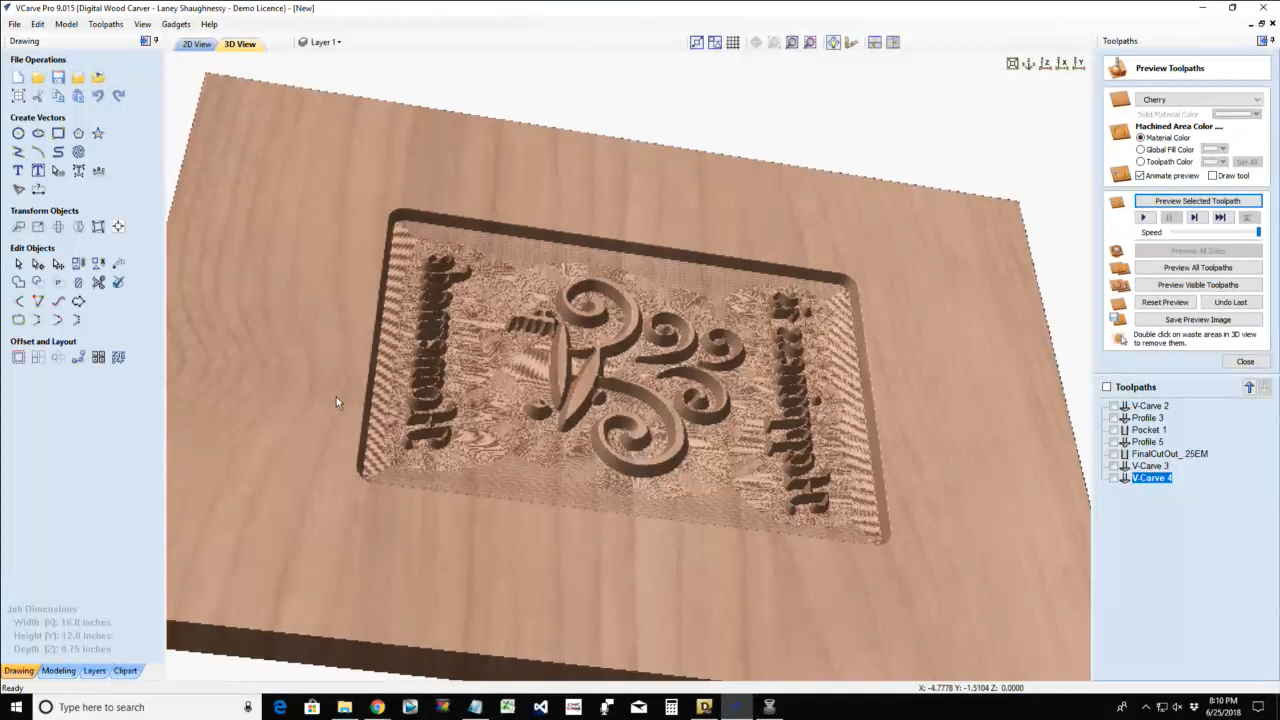 VCarve Pro 9.015 {Digital Wood Carver - Laney Shaughnessy - Demo Licence} - [New]
File Edit Model Toolpaths View Gadgets Help
Drawing
File Operations
Create Vectors
Transform Objects
Edit Objects
Offset and Layout
Job Dimensions
Width (X): 16.0 inches
Height (Y): 12.0 inches
Depth (Z): 0.75 inches
Drawing Modeling Layers Clipart
Ready
2D View 3D View Layer 1
Toolpaths
Preview Toolpaths
Cherry
Solid Material Color
Machined Area Color ....
Material Color
Global Fill Color
Toolpath Color Set All
Animate preview Draw tool
Preview Selected Toolpath
Speed
Preview All Sides
Preview All Toolpaths
Preview Visible Toolpaths
Reset Preview Undo Last
Save Preview Image
Double click on waste areas in 3D view
to remove them.
Close
Toolpaths
V-Carve 2
Profile 3
Pocket 1
Profile 5
FinalCutOut_.25EM
V-Carve 3
V-Carve 4
X: -4.7778 Y: -1.5104 Z: 0.0000
Type here to search
8:10 PM
6/25/2018